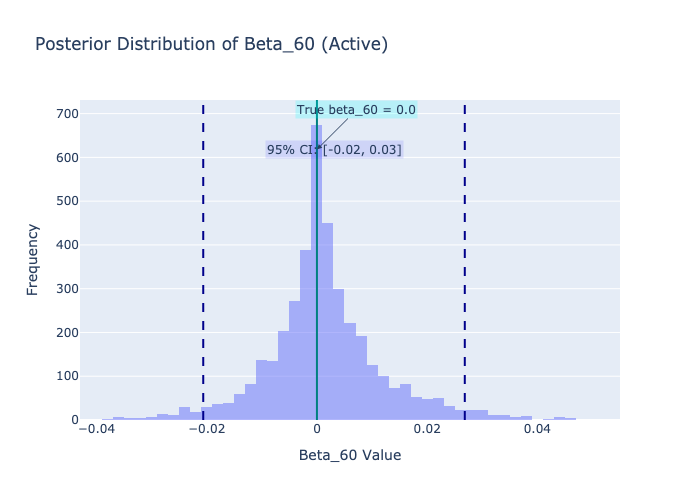 Posterior Distribution of Beta_60 (Active)
True beta_60 = 0.0
95% CI: [-0.02, 0.03]
700
600
500
400
300
200
100
0
Frequency
−0.04
−0.02
0
0.02
0.04
Beta_60 Value